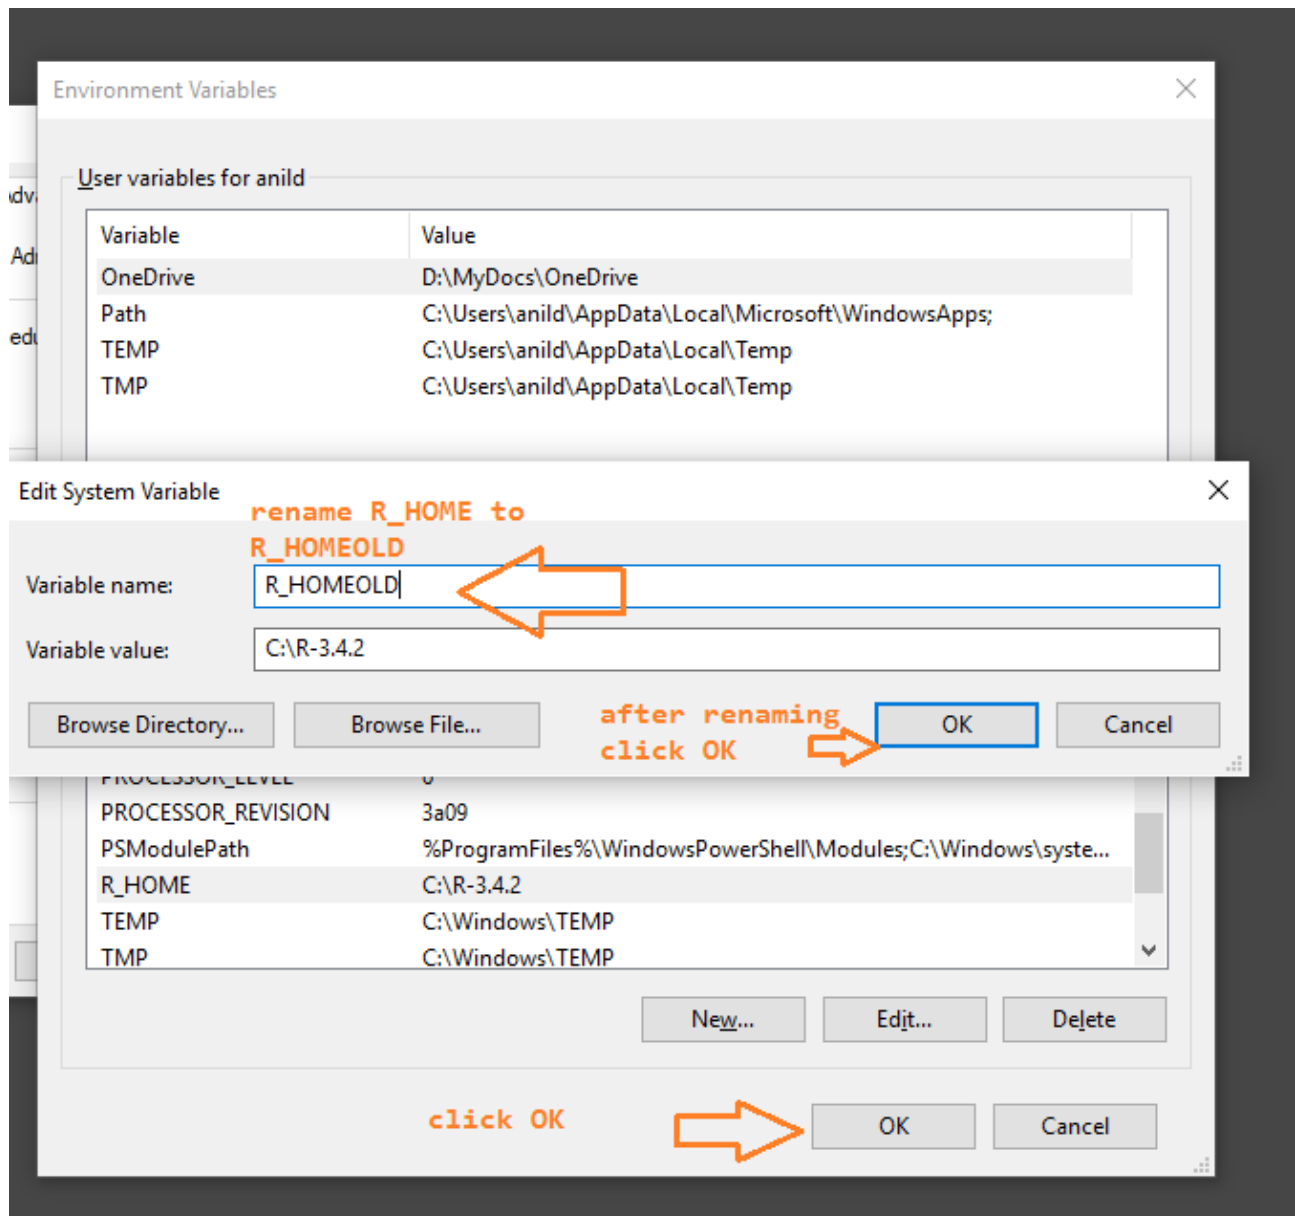 Environment Variables
User variables for anild
Variable Value
OneDrive D:\MyDocs\OneDrive
Path C:\Users\anild\AppData\Local\Microsoft\WindowsApps;
TEMP C:\Users\anild\AppData\Local\Temp
TMP C:\Users\anild\AppData\Local\Temp
Edit System Variable
rename R_HOME to
R_HOMEOLD
Variable name: R_HOMEOLD
Variable value: C:\R-3.4.2
Browse Directory... Browse File... OK Cancel
after renaming
click OK
PROCESSOR_LEVEL
PROCESSOR_REVISION 3a09
PSModulePath %ProgramFiles%\WindowsPowerShell\Modules;C:\Windows\syste...
R_HOME C:\R-3.4.2
TEMP C:\Windows\TEMP
TMP C:\Windows\TEMP
New... Edit... Delete
click OK
OK Cancel